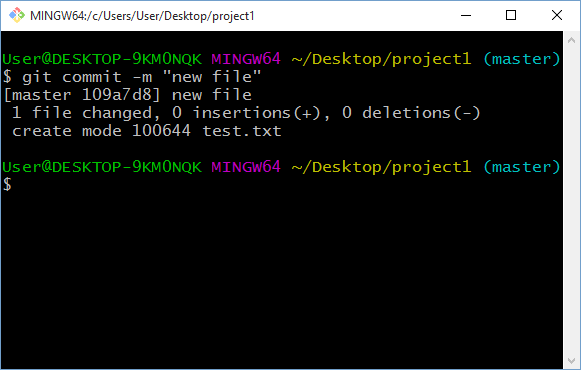 MINGW64:/c/Users/User/Desktop/project1
User@DESKTOP-9KM0NQK MINGW64 ~/Desktop/project1 (master)
$ git commit -m "new file"
[master 109a7d8] new file
 1 file changed, 0 insertions(+), 0 deletions(-)
 create mode 100644 test.txt
User@DESKTOP-9KM0NQK MINGW64 ~/Desktop/project1 (master)
$